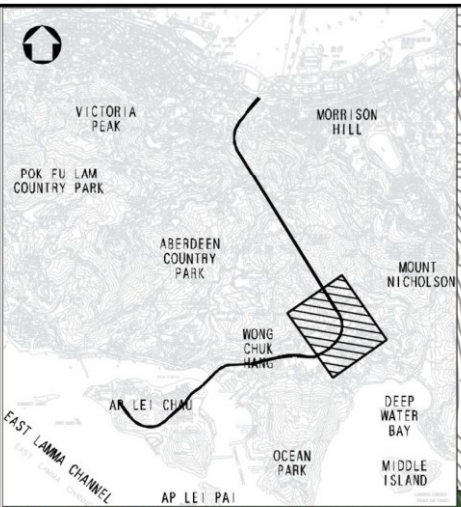 VICTORIA
PEAK
MORRISON
HILL
POK FU LAM
COUNTRY PARK
ABERDEEN
COUNTRY
PARK
MOUNT
NICHOLSON
WONG
CHUK
HANG
AP LEI CHAU
DEEP
WATER
BAY
EAST LAMMA CHANNEL
OCEAN
PARK
MIDDLE
ISLAND
AP LEI PAI